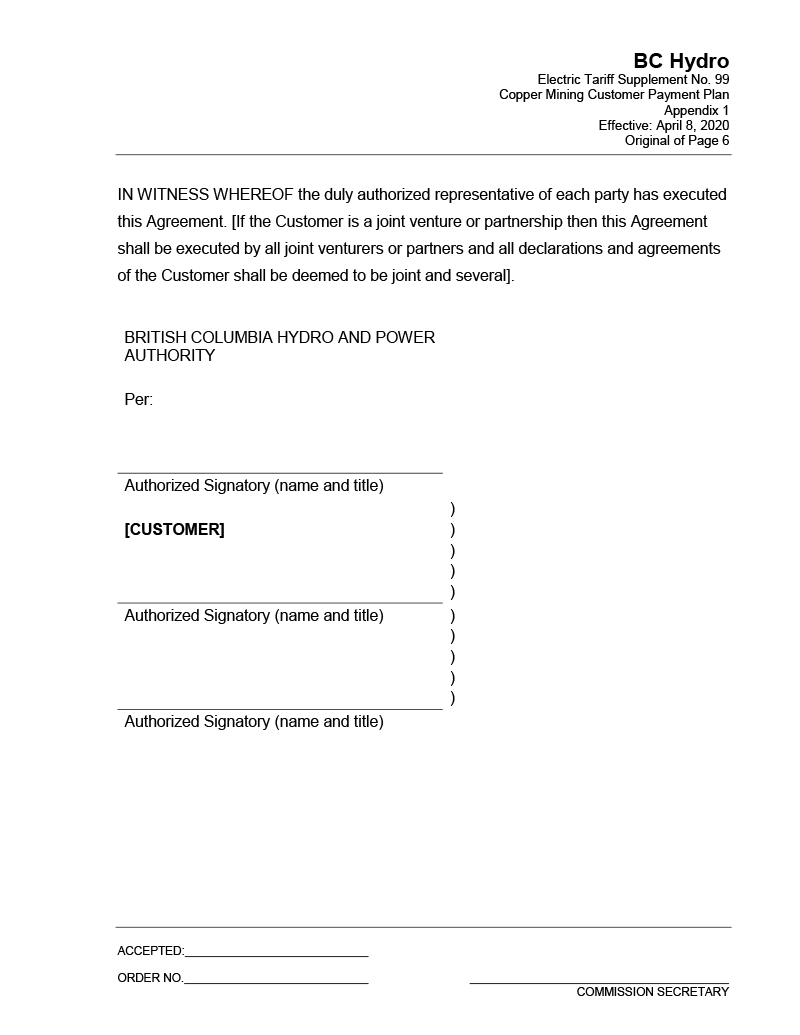 BC Hydro
Electric Tariff Supplement No. 99
Copper Mining Customer Payment Plan
Appendix 1
Effective: April 8, 2020
Original of Page 6
IN WITNESS WHEREOF the duly authorized representative of each party has executed
this Agreement. [If the Customer is a joint venture or partnership then this Agreement
shall be executed by all joint venturers or partners and all declarations and agreements
of the Customer shall be deemed to be joint and several].
BRITISH COLUMBIA HYDRO AND POWER
AUTHORITY
Per:
Authorized Signatory (name and title)
)
[CUSTOMER] )
)
)
)
Authorized Signatory (name and title) )
)
)
)
)
Authorized Signatory (name and title)
ACCEPTED:
ORDER NO.
COMMISSION SECRETARY